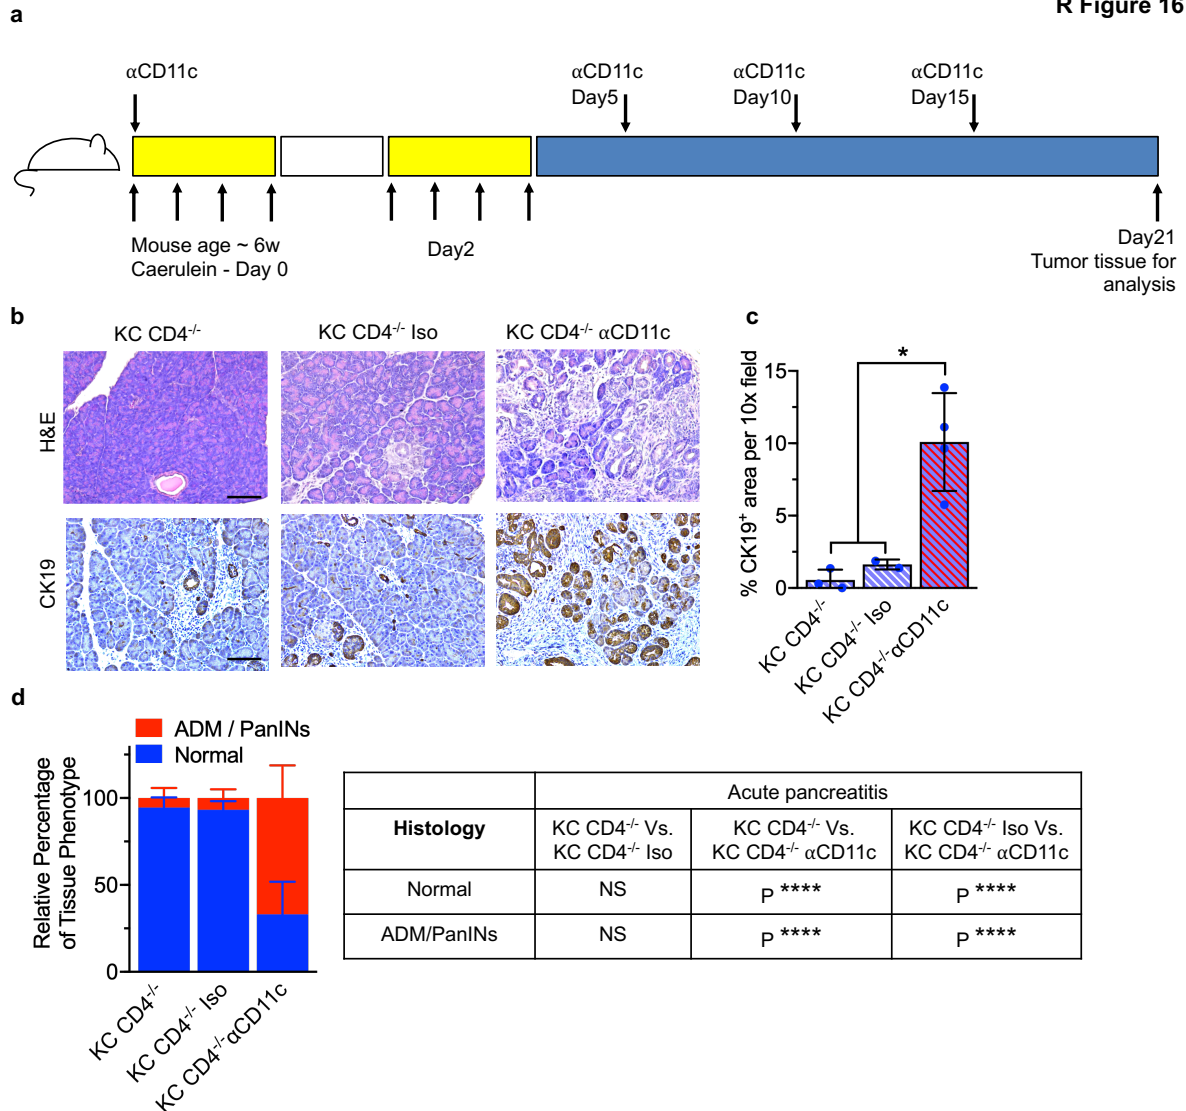 R Figure 16
a
αCD11c
αCD11c
Day5
αCD11c
Day10
αCD11c
Day15
Mouse age ~ 6w
Caerulein - Day 0
Day2
Day21
Tumor tissue for
analysis
b
KC CD4-/-
KC CD4-/- Iso
KC CD4-/- αCD11c
H&E
CK19
c
*
% CK19+ area per 10x field
15
10
5
0
KC CD4-/-
KC CD4-/- Iso
KC CD4-/-αCD11c
d
ADM / PanINs
Normal
Relative Percentage
of Tissue Phenotype
100
50
0
KC CD4-/-
KC CD4-/- Iso
KC CD4-/-αCD11c
Acute pancreatitis
Histology
KC CD4-/- Vs.
KC CD4-/- Iso
KC CD4-/- Vs.
KC CD4-/- αCD11c
KC CD4-/- Iso Vs.
KC CD4-/- αCD11c
Normal
NS
P ****
P ****
ADM/PanINs
NS
P ****
P ****